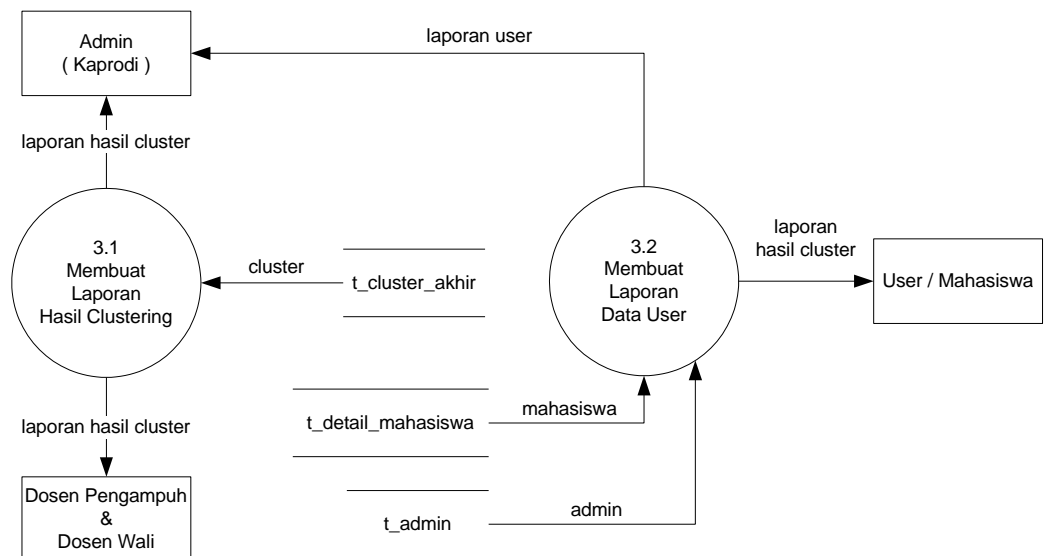 Admin
( Kaprodi )
laporan user
laporan hasil cluster
3.1
Membuat
Laporan
Hasil Clustering
cluster
t_cluster_akhir
3.2
Membuat
Laporan
Data User
laporan
hasil cluster
User / Mahasiswa
t_detail_mahasiswa
mahasiswa
laporan hasil cluster
Dosen Pengampuh
&
Dosen Wali
t_admin
admin